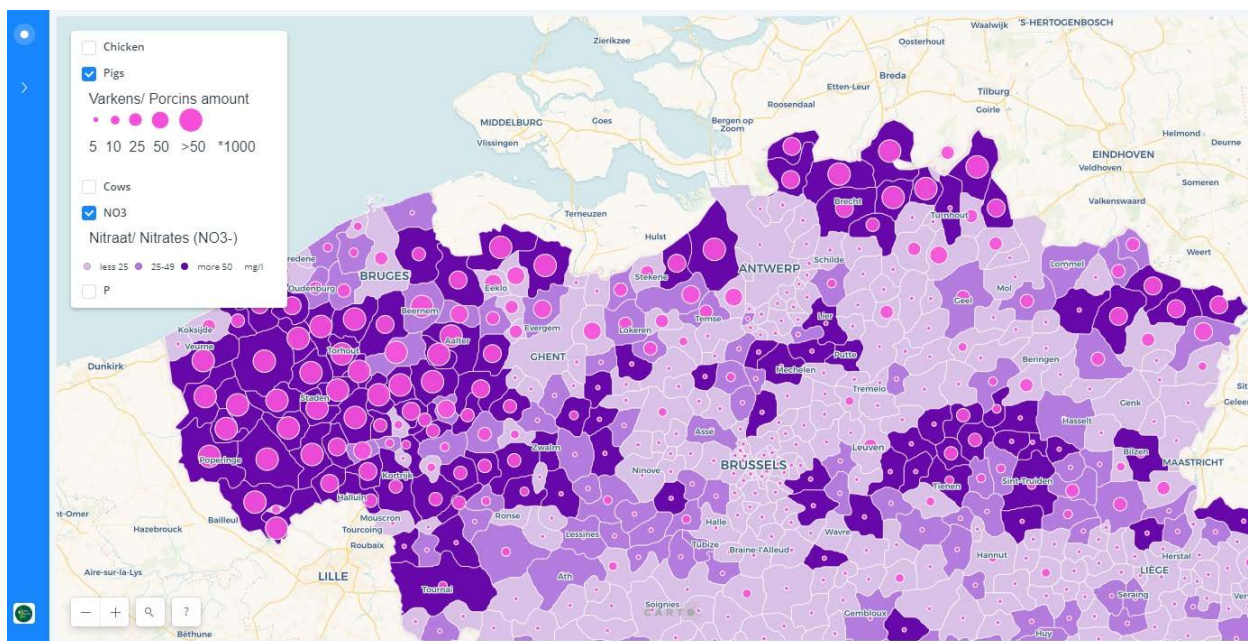 Chicken
Pigs
Varkens/ Porcins amount
5 10 25 50 >50 *1000
Cows
NO3
Nitraat/ Nitrates (NO3-)
less 25 25-49 more 50 mg/l
P
Waalwijk 'S-HERTOGENBOSCH
Zierikzee
Oosterhout
Breda
Etten-Leur
Tilburg
Roosendaal
Goirle
MIDDELBURG
Goes
Bergen op
Zoom
Vlissingen
Helmond
Deurne
EINDHOVEN
Veldhoven
Someren
Valkenswaard
Brecht
Terneuzen
Turnhout
Hulst
Weert
ANTWERP
Schilde
Lommel
BRUGES
Stekene
Oudenburg
Eeklo
Mol
Geel
Beernem
Temse
Lier
Koksijde
Evergem
Lokeren
Veurne
Aalter
Torhout
GHENT
Putte
Beringen
Dunkirk
Mechelen
Tremelo
Staden
Genk
Hasselt
Asse
Zwalm
Leuven
Bilzen
Poperinge
BRUSSELS
MAASTRICHT
Kortrijk
Ninove
Sint-Truiden
Tienen
Halluin
Bailleul
Mouscron
Ronse
Halle
Hazebrouck
Tourcoing
Lessines
Wavre
Roubaix
Tubize
Braine-l'Alleud
Hannut
Herstal
Aire-sur-la-Lys
LILLE
LIÈGE
Ath
Tournai
Seraing
Soignies
CARTO
Gembloux
Huy
Béthune
− + ?